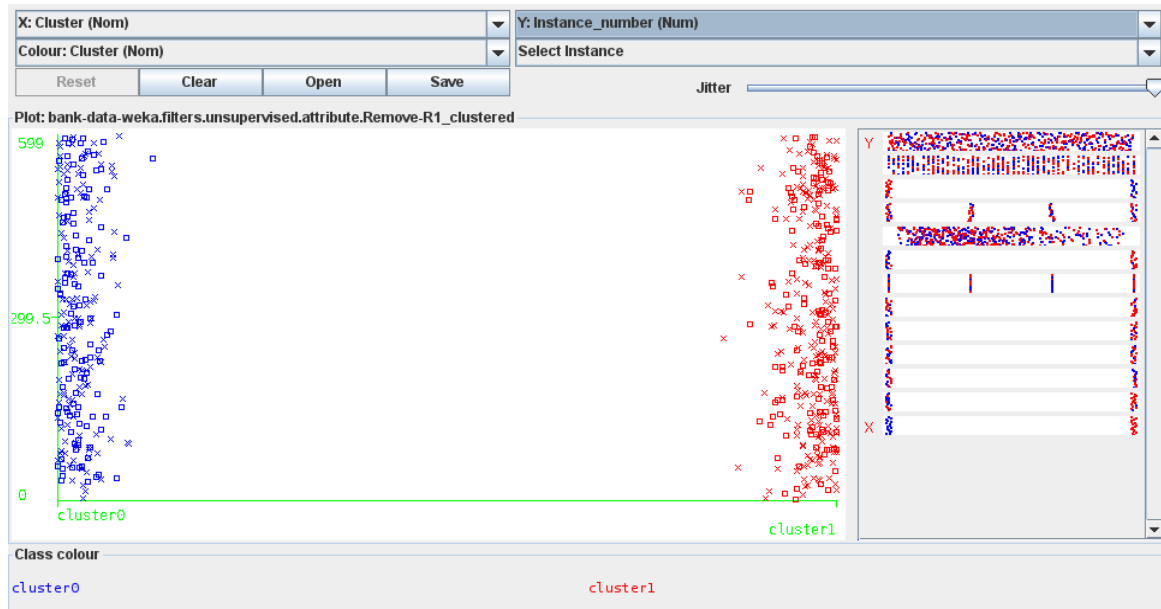 X: Cluster (Nom)
Y: Instance_number (Num)
Colour: Cluster (Nom)
Select Instance
Reset
Clear
Open
Save
Jitter
Plot: bank-data-weka.filters.unsupervised.attribute.Remove-R1_clustered
599
299.5
0
cluster0
cluster1
Y
X
Class colour
cluster0
cluster1